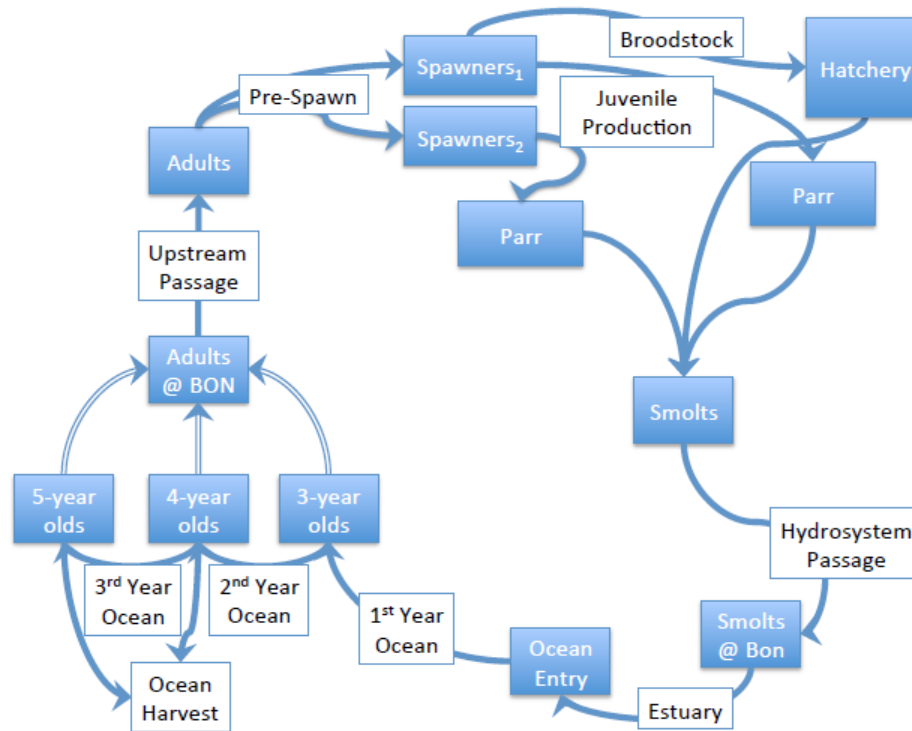 Broodstock
Hatchery
Spawners₁
Pre-Spawn
Juvenile
Production
Spawners₂
Adults
Parr
Parr
Upstream
Passage
Adults
@ BON
Smolts
5-year
olds
4-year
olds
3-year
olds
Hydrosystem
Passage
3rd Year
Ocean
2nd Year
Ocean
1st Year
Ocean
Smolts
@ Bon
Ocean
Entry
Ocean
Harvest
Estuary